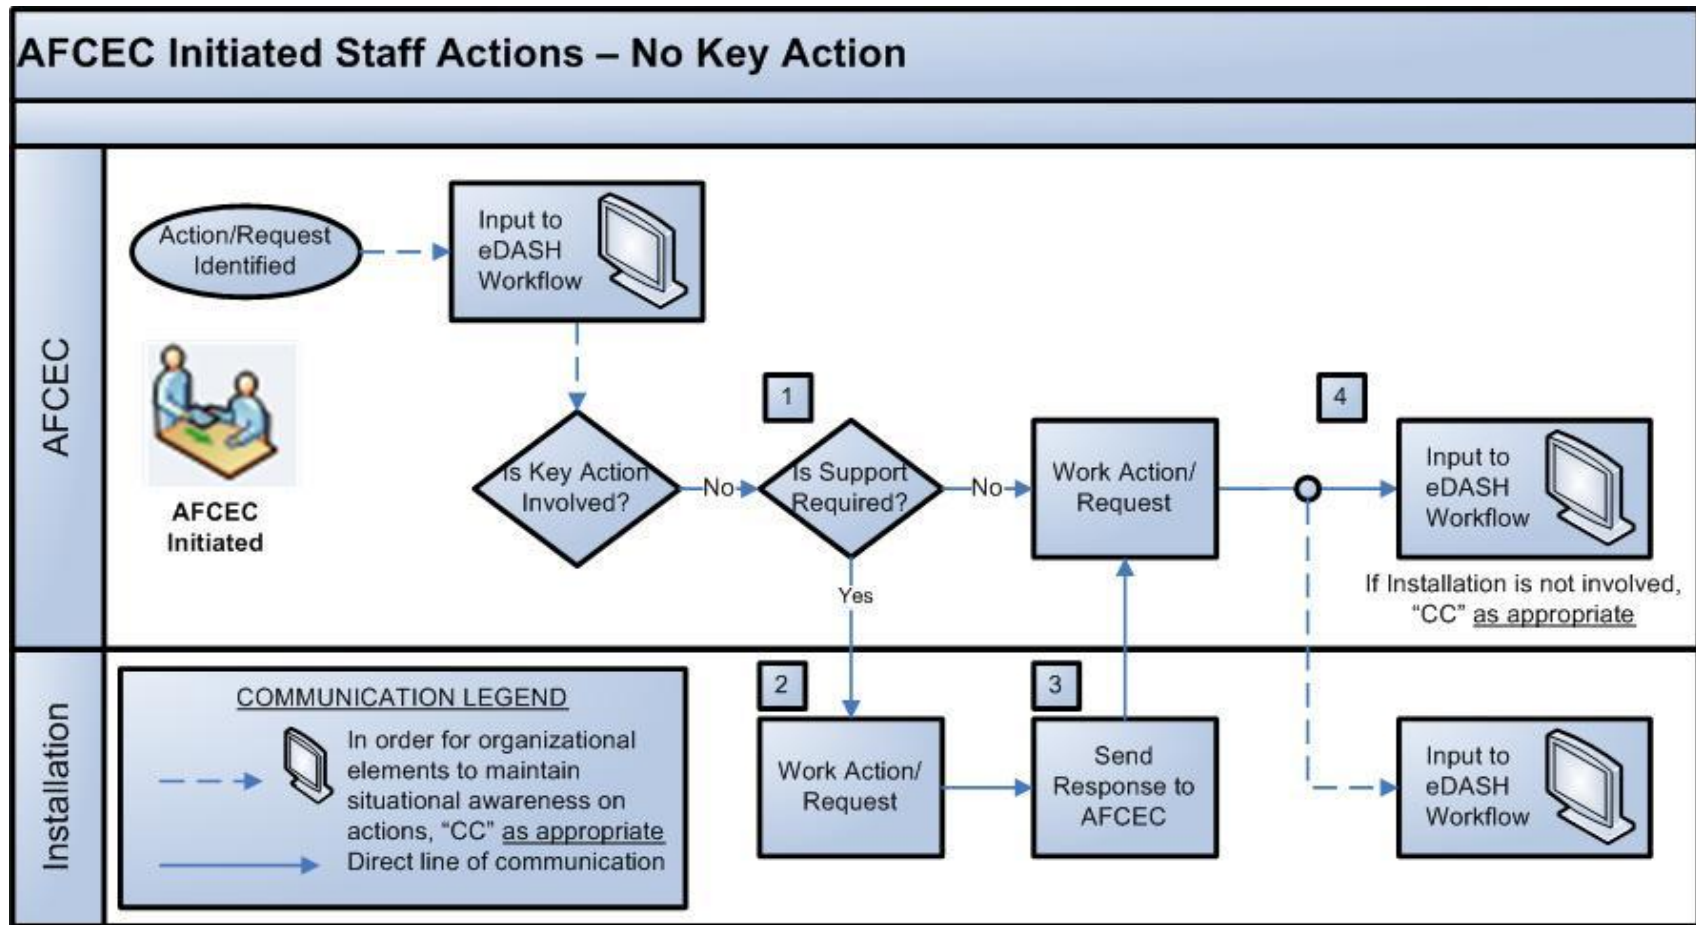 AFCEC Initiated Staff Actions – No Key Action
AFCEC
Action/Request
Identified
Input to
eDASH
Workflow
AFCEC
Initiated
Is Key Action
Involved?
No
1
Is Support
Required?
No
Yes
Work Action/
Request
4
Input to
eDASH
Workflow
If Installation is not involved,
“CC” as appropriate
Installation
COMMUNICATION LEGEND
In order for organizational
elements to maintain
situational awareness on
actions, “CC” as appropriate
Direct line of communication
2
Work Action/
Request
3
Send
Response to
AFCEC
Input to
eDASH
Workflow